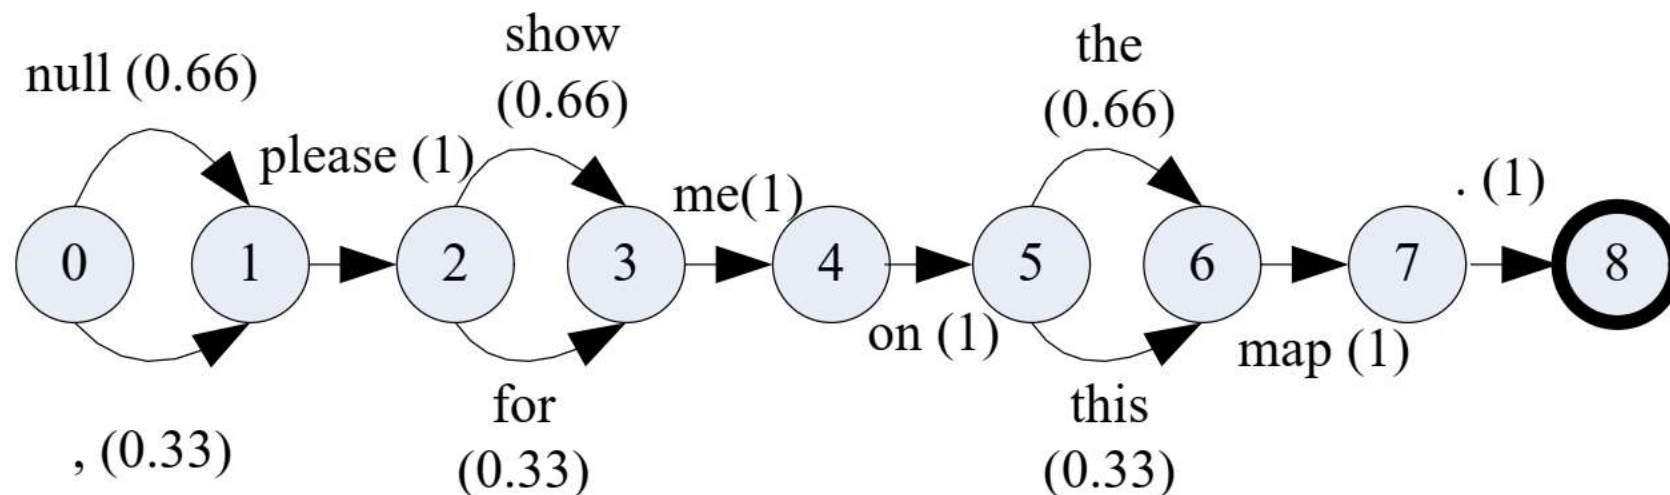 null (0.66)
, (0.33)
please (1)
show
(0.66)
for
(0.33)
me(1)
on (1)
the
(0.66)
this
(0.33)
map (1)
. (1)
0 1 2 3 4 5 6 7 8